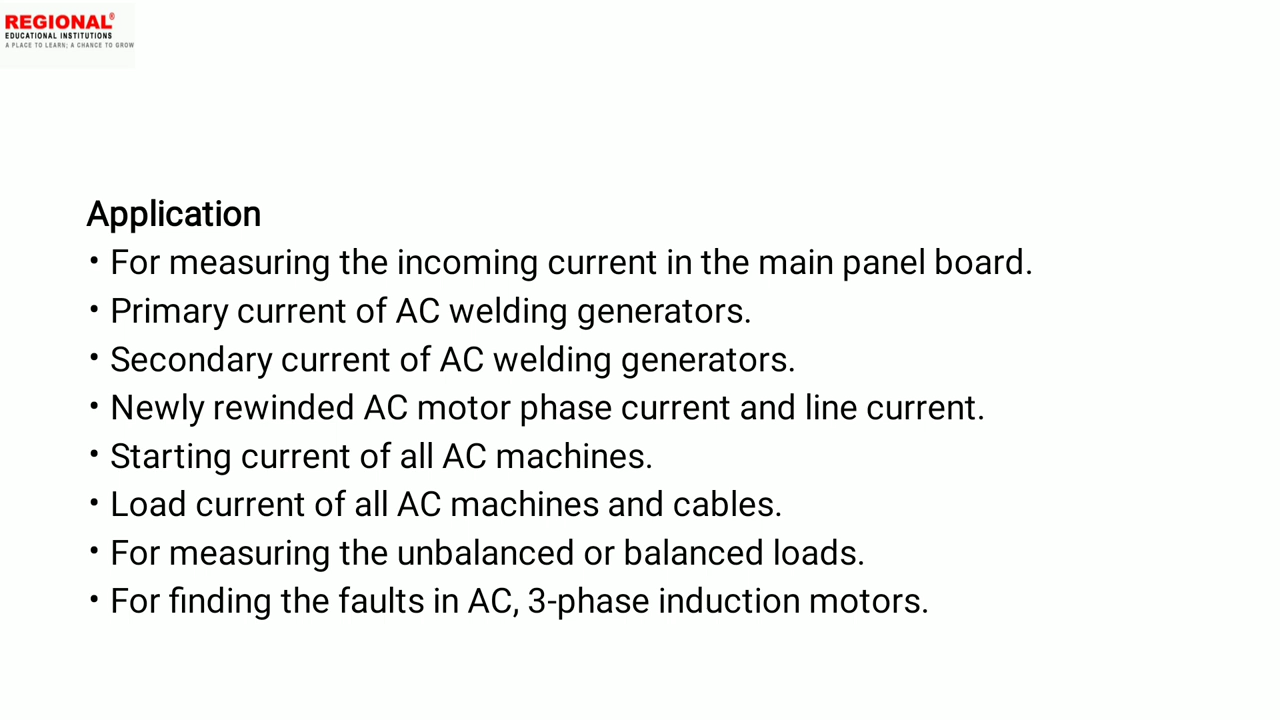 REGIONAL®
EDUCATIONAL INSTITUTIONS
A PLACE TO LEARN; A CHANCE TO GROW
Application
• For measuring the incoming current in the main panel board.
• Primary current of AC welding generators.
• Secondary current of AC welding generators.
• Newly rewinded AC motor phase current and line current.
• Starting current of all AC machines.
• Load current of all AC machines and cables.
• For measuring the unbalanced or balanced loads.
• For finding the faults in AC, 3-phase induction motors.